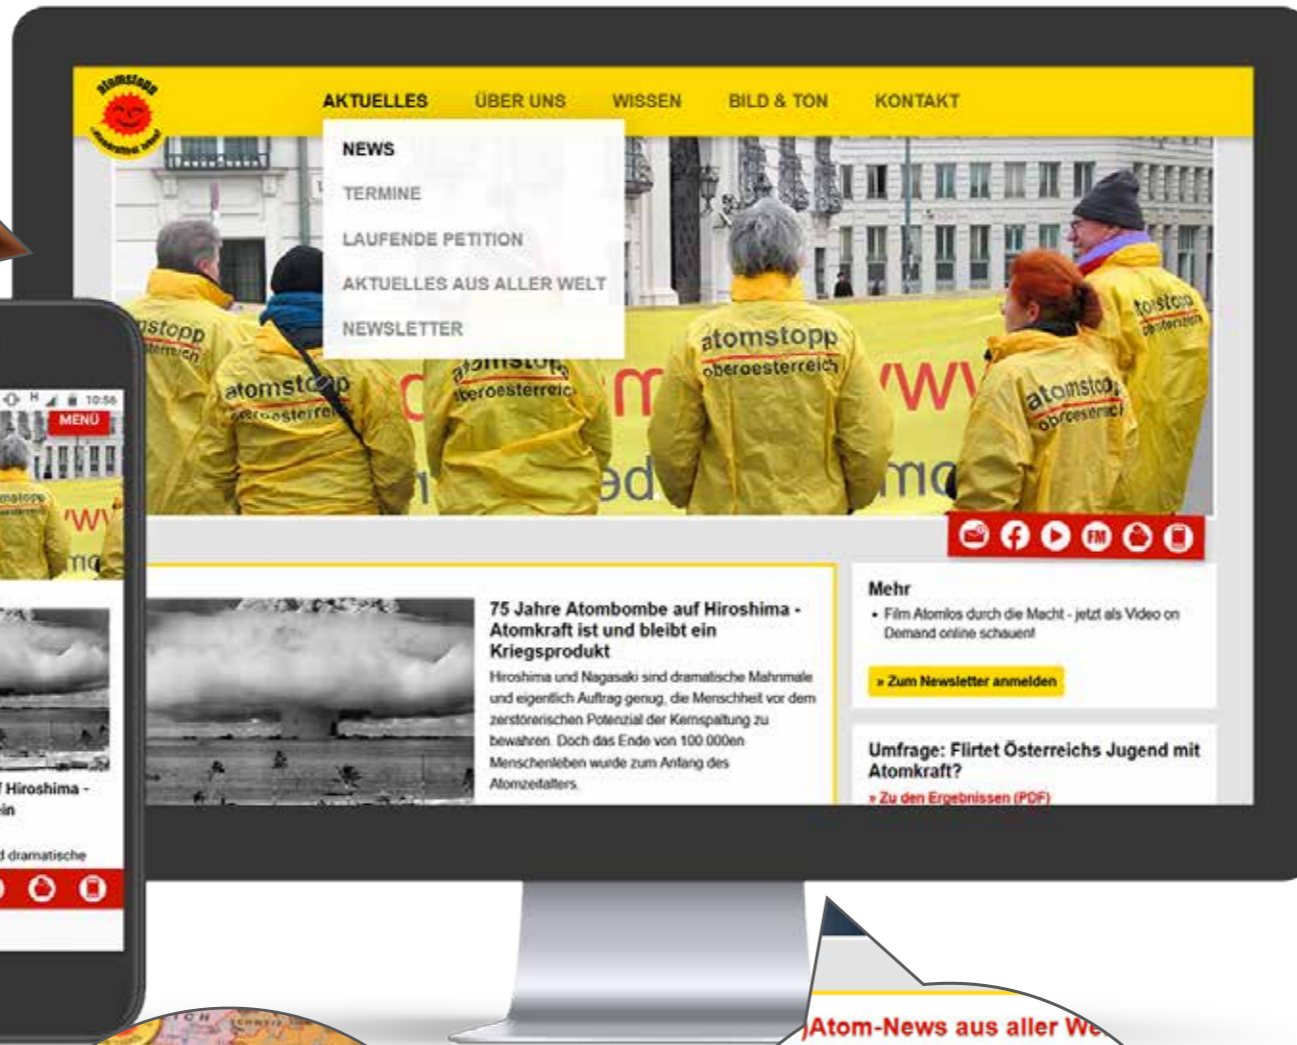 atomstopp
AKTUELLES ÜBER UNS WISSEN BILD & TON KONTAKT
NEWS
TERMINE
LAUFENDE PETITION
AKTUELLES AUS ALLER WELT
NEWSLETTER
atomstopp
oberoesterreich
atomstopp
atomstopp
oberoesterreich
FM
75 Jahre Atombombe auf Hiroshima -
Atomkraft ist und bleibt ein
Kriegsprodukt
Hiroshima und Nagasaki sind dramatische Mahnmale
und eigentlich Auftrag genug, die Menschheit vor dem
zerstörerischen Potenzial der Kernspaltung zu
bewahren. Doch das Ende von 100 000en
Menschenleben wurde zum Anfang des
Atomzeitalters.
Mehr
• Film Atomlos durch die Macht - jetzt als Video on
Demand online schauen!
» Zum Newsletter anmelden
Umfrage: Flirtet Österreichs Jugend mit
Atomkraft?
» Zu den Ergebnissen (PDF)
H 10:56
MENÜ
Hiroshima -
ein
dramatische
)Atom-News aus aller We